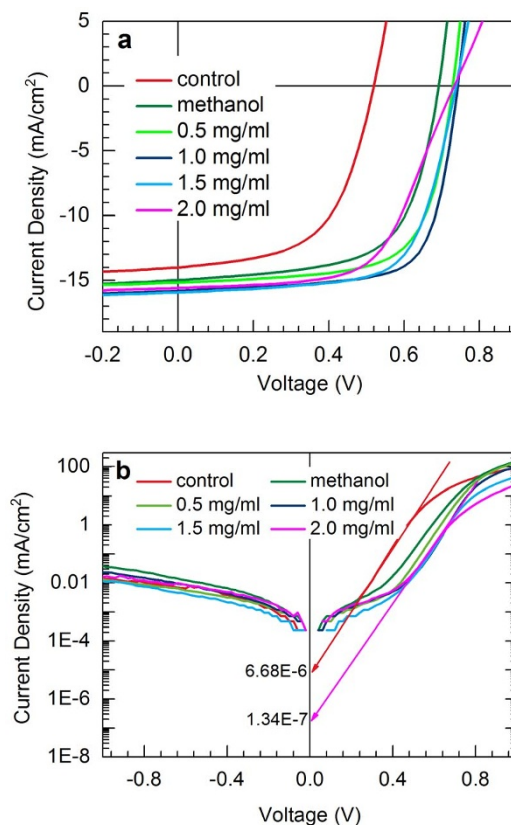 a
5
0
-5
-10
-15
Current Density (mA/cm²)
control
methanol
0.5 mg/ml
1.0 mg/ml
1.5 mg/ml
2.0 mg/ml
-0.2 0.0 0.2 0.4 0.6 0.8
Voltage (V)
b
100
1
0.01
1E-4
1E-6
1E-8
Current Density (mA/cm²)
control methanol
0.5 mg/ml 1.0 mg/ml
1.5 mg/ml 2.0 mg/ml
6.68E-6
1.34E-7
-0.8 -0.4 0.0 0.4 0.8
Voltage (V)